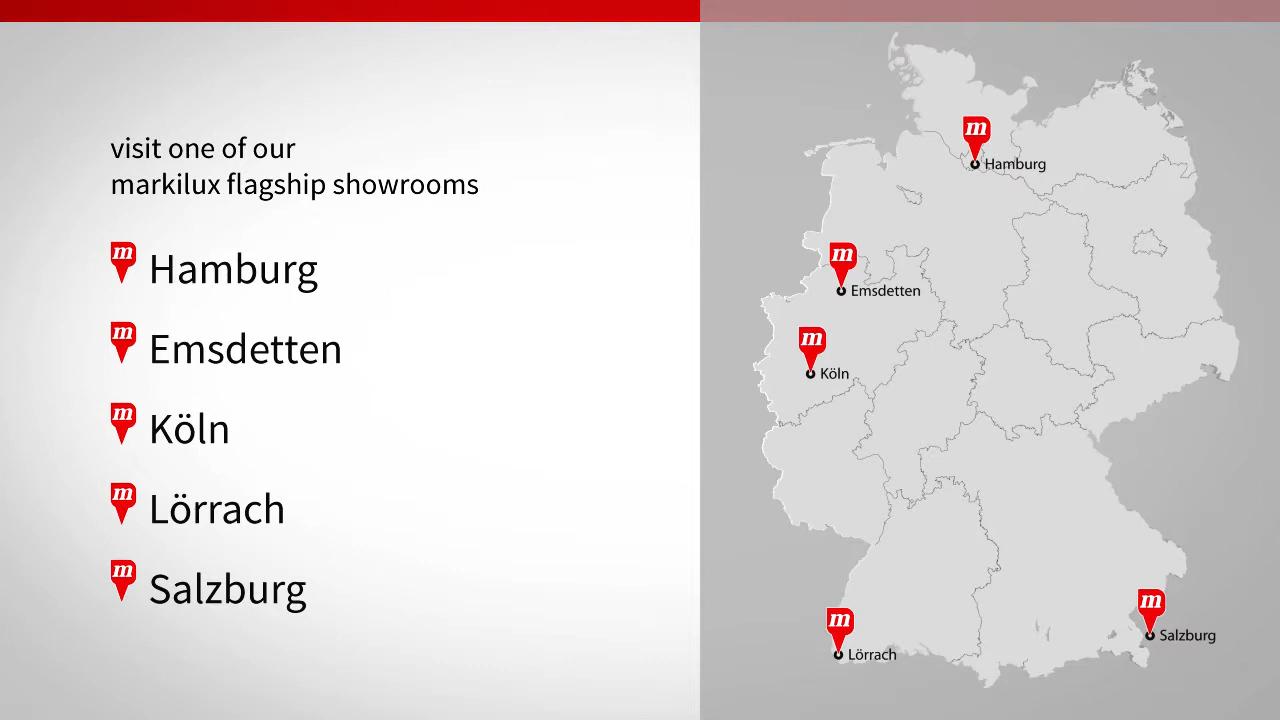 visit one of our
markilux flagship showrooms
m Hamburg
m Emsdetten
m Köln
m Lörrach
m Salzburg
m
Hamburg
m
Emsdetten
m
Köln
m
Lörrach
m
Salzburg